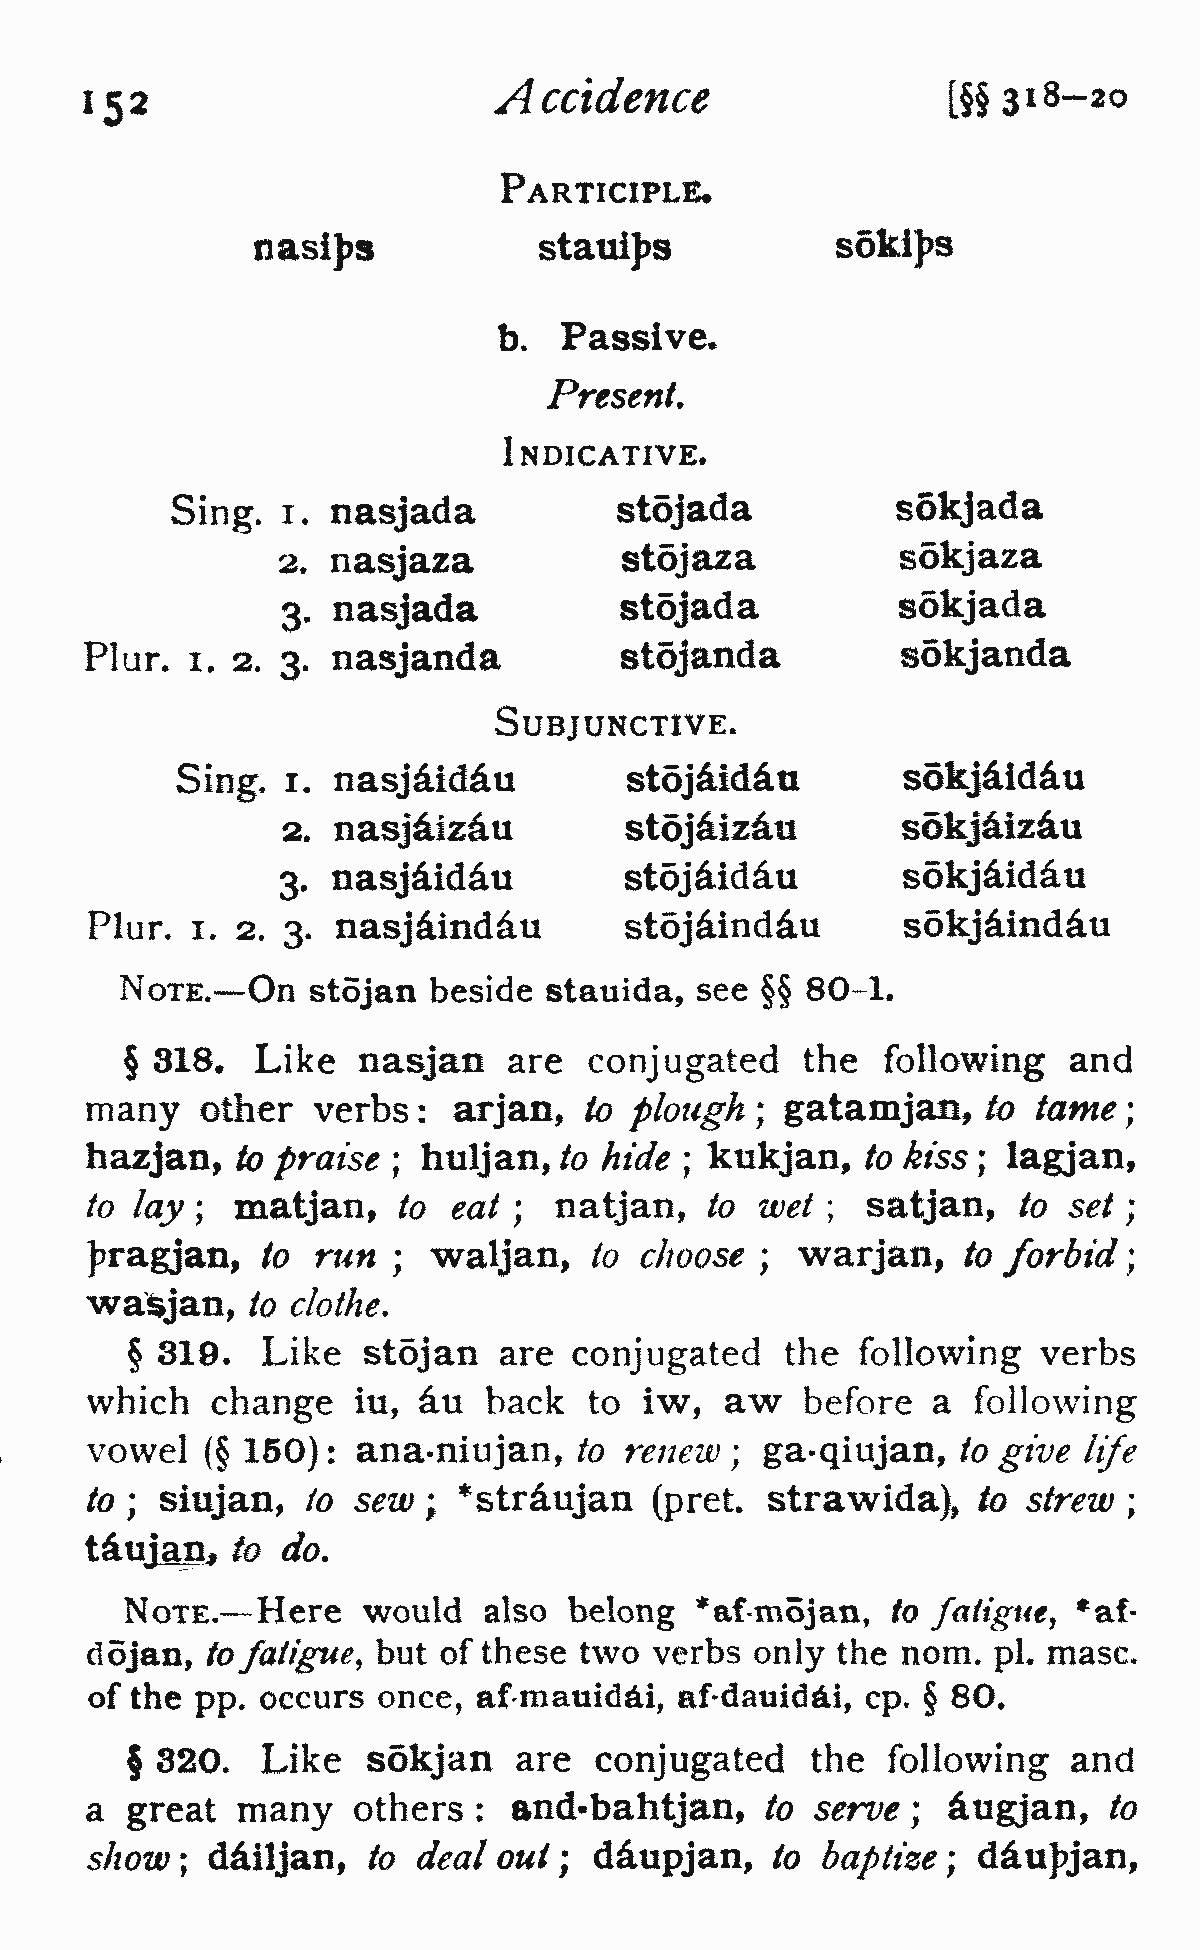 152 Accidence [§§ 318–20
PARTICIPLE.
nasiþs stauiþs sōkiþs
b. Passive.
Present.
INDICATIVE.
Sing. 1. nasjada stōjada sōkjada
2. nasjaza stōjaza sōkjaza
3. nasjada stōjada sōkjada
Plur. 1. 2. 3. nasjanda stōjanda sōkjanda
SUBJUNCTIVE.
Sing. 1. nasjáidáu stōjáidáu sōkjáidáu
2. nasjáizáu stōjáizáu sōkjáizáu
3. nasjáidáu stōjáidáu sōkjáidáu
Plur. 1. 2. 3. nasjáindáu stōjáindáu sōkjáindáu
NOTE.—On stōjan beside stauida, see §§ 80–1.
§ 318. Like nasjan are conjugated the following and
many other verbs: arjan, to plough; gatamjan, to tame;
hazjan, to praise; huljan, to hide; kukjan, to kiss; lagjan,
to lay; matjan, to eat; natjan, to wet; satjan, to set;
þragjan, to run; waljan, to choose; warjan, to forbid;
wasjan, to clothe.
§ 319. Like stōjan are conjugated the following verbs
which change iu, áu back to iw, aw before a following
vowel (§ 150): ana·niujan, to renew; ga·qiujan, to give life
to; siujan, to sew; *stráujan (pret. strawida), to strew;
táujan, to do.
NOTE.—Here would also belong *af·mōjan, to fatigue, *af-
dōjan, to fatigue, but of these two verbs only the nom. pl. masc.
of the pp. occurs once, af·mauidái, af·dauidái, cp. § 80.
§ 320. Like sōkjan are conjugated the following and
a great many others: and·bahtjan, to serve; áugjan, to
show; dáiljan, to deal out; dáupjan, to baptize; dáuþjan,